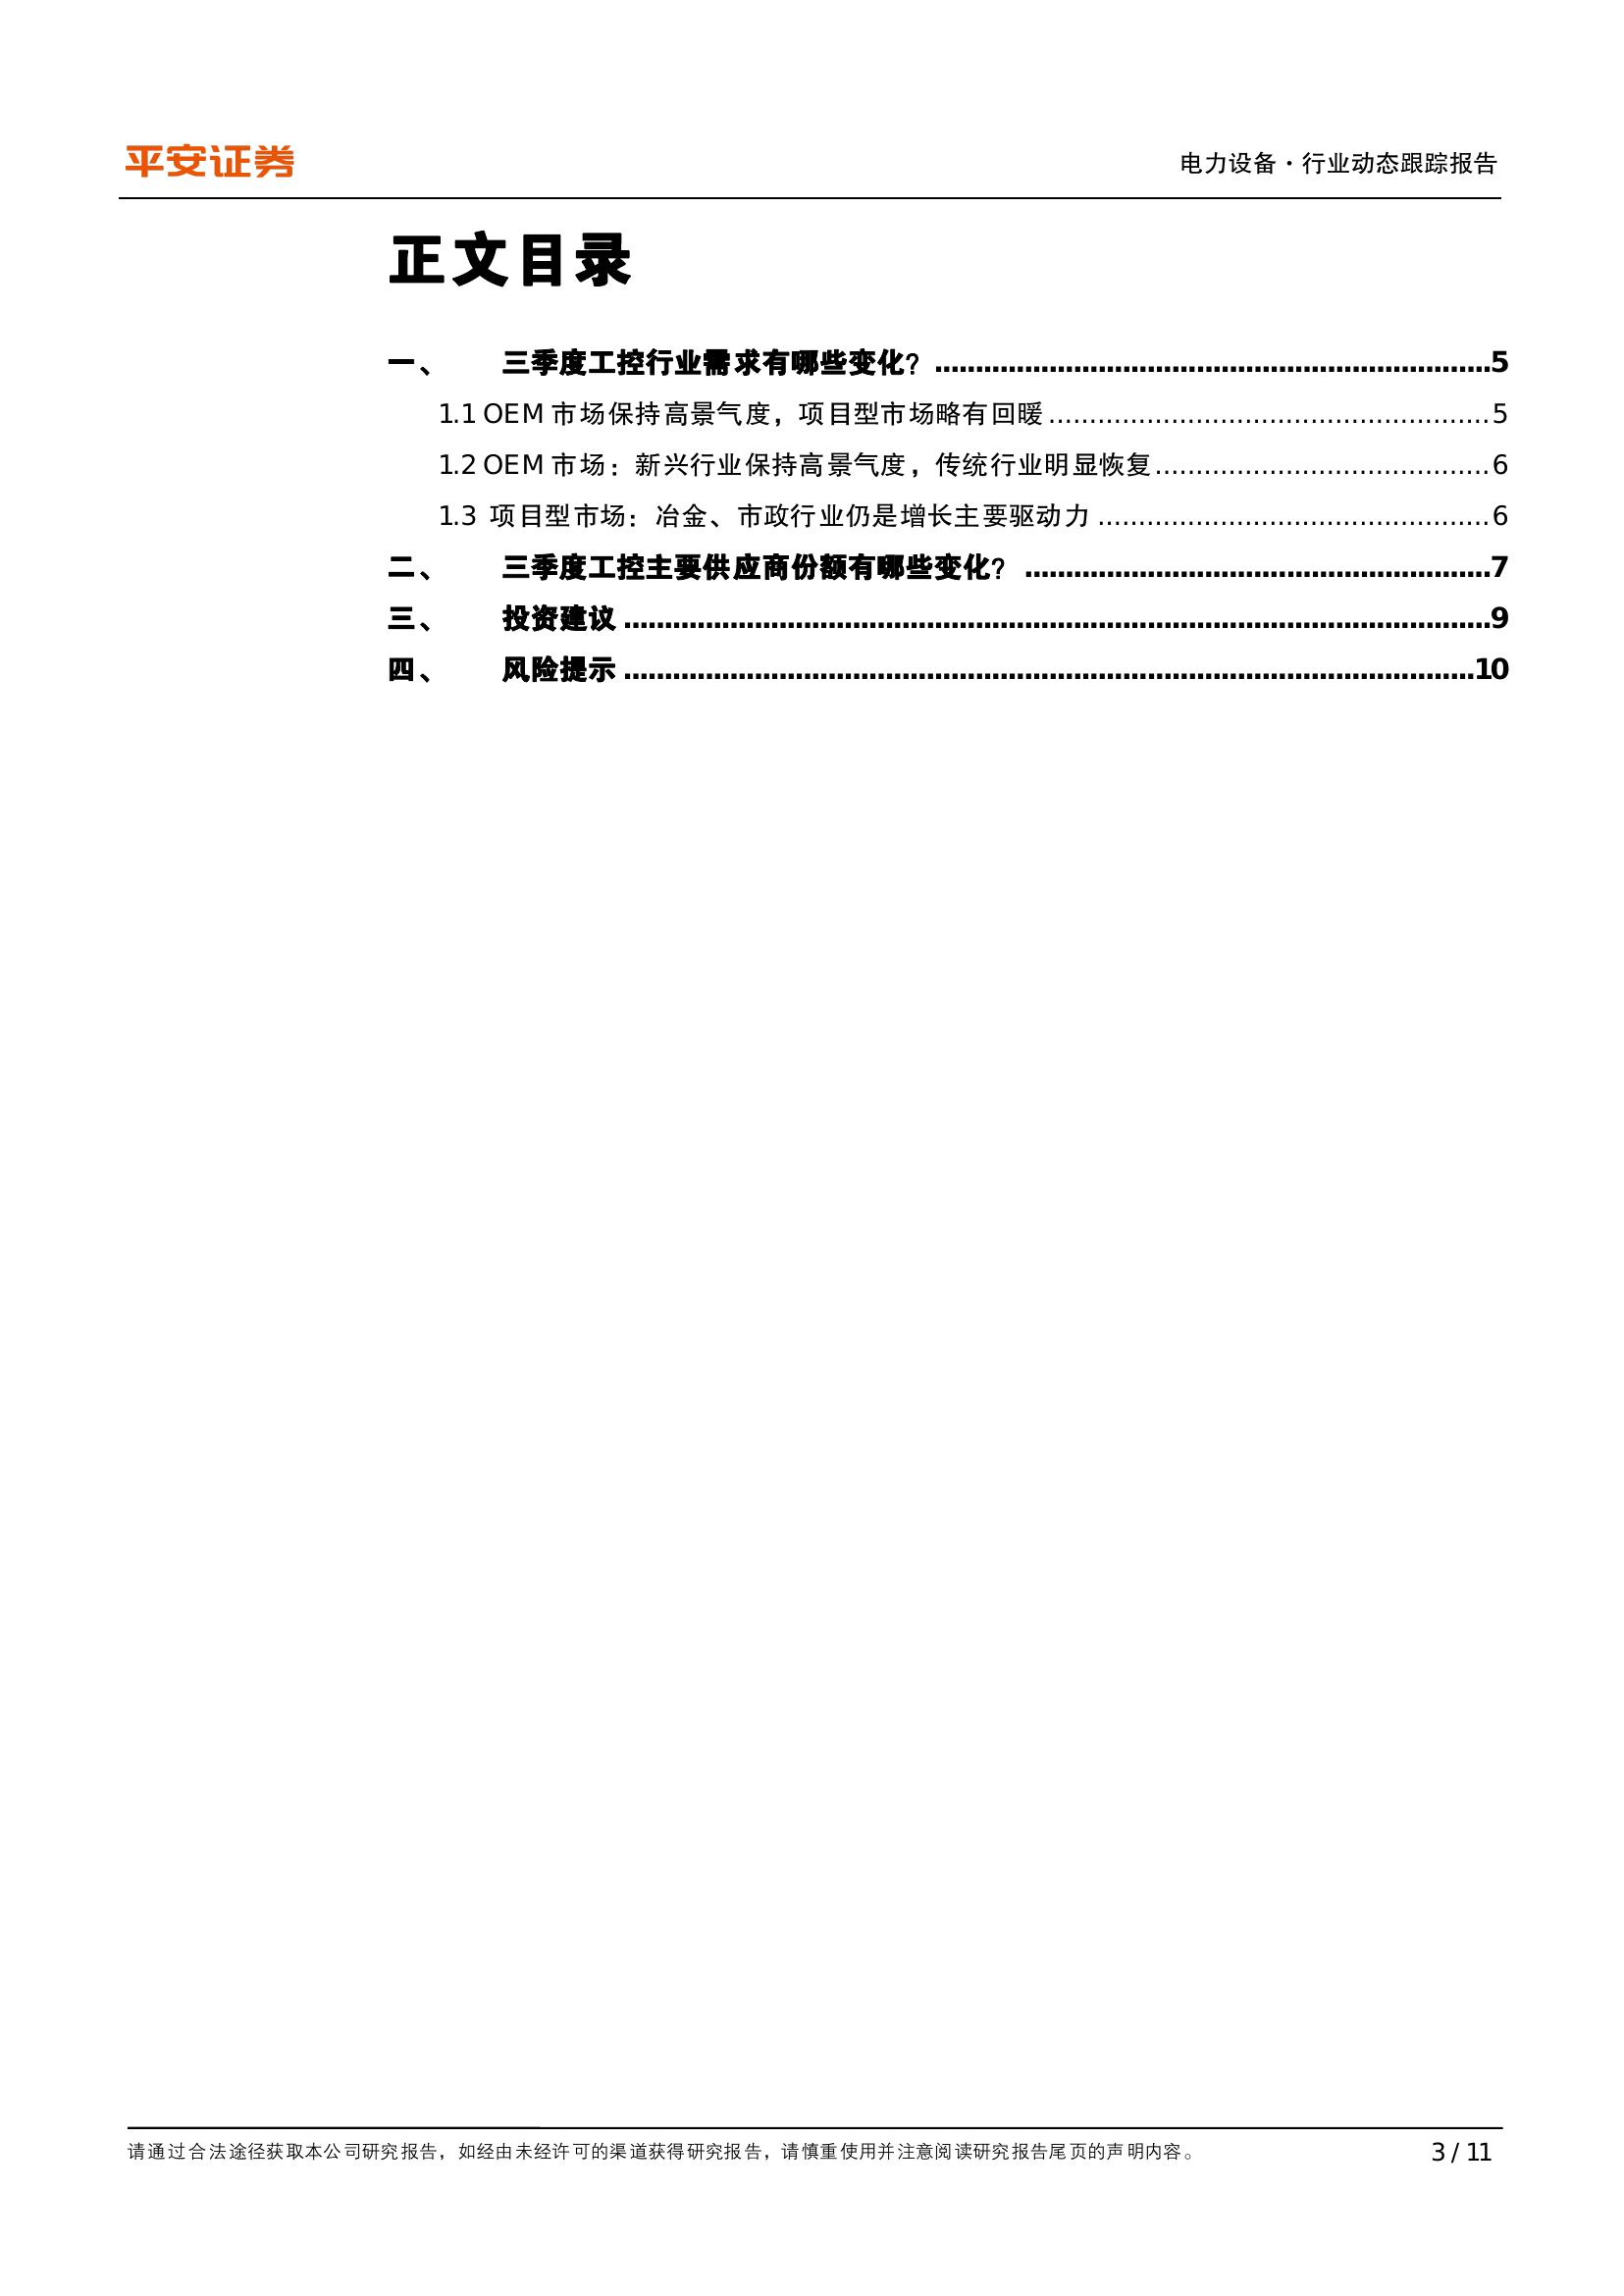 平安证券
电力设备·行业动态跟踪报告
正文目录
一、 三季度工控行业需求有哪些变化？......................................................................5
1.1 OEM 市场保持高景气度，项目型市场略有回暖......................................................5
1.2 OEM 市场：新兴行业保持高景气度，传统行业明显恢复.........................................6
1.3 项目型市场：冶金、市政行业仍是增长主要驱动力................................................6
二、 三季度工控主要供应商份额有哪些变化？...........................................................7
三、 投资建议...........................................................................................................9
四、 风险提示.........................................................................................................10
请通过合法途径获取本公司研究报告，如经由未经许可的渠道获得研究报告，请慎重使用并注意阅读研究报告尾页的声明内容。 3 / 11